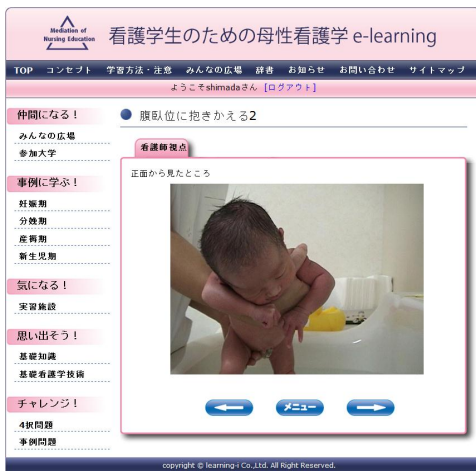 Mediation of
Nursing Education
看護学生のための母性看護学 e-learning
TOP コンセプト 学習方法・注意 みんなの広場 辞書 お知らせ お問い合わせ サイトマップ
ようこそshimadaさん [ログアウト]
仲間になる！
みんなの広場
参加大学
事例に学ぶ！
妊娠期
分娩期
産褥期
新生児期
気になる！
実習施設
思い出そう！
基礎知識
基礎看護学技術
チャレンジ！
4択問題
事例問題
腹臥位に抱きかえる2
看護師視点
正面から見たところ
メニュー
copyright © learning-i Co.,Ltd. All Right Reserved.